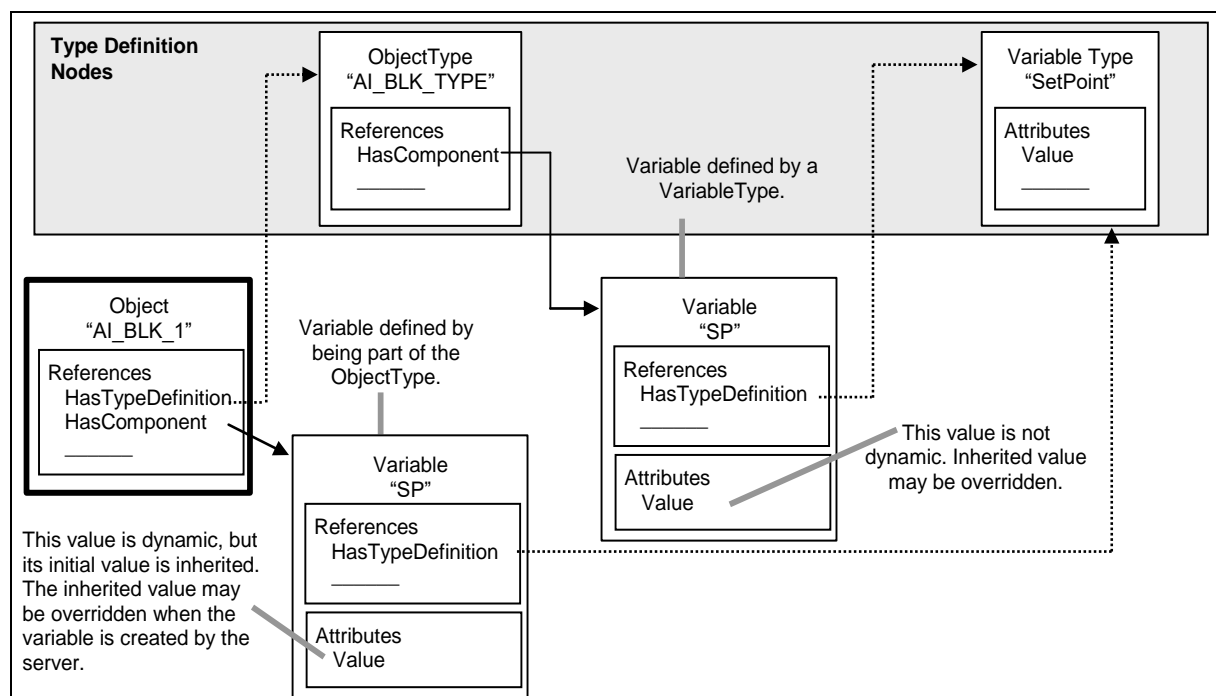 Type Definition
Nodes
ObjectType
“AI_BLK_TYPE”
References
HasComponent
Variable Type
“SetPoint”
Attributes
Value
Variable defined by a
VariableType.
Object
“AI_BLK_1”
References
HasTypeDefinition
HasComponent
Variable defined by
being part of the
ObjectType.
Variable
“SP”
References
HasTypeDefinition
Attributes
Value
This value is not
dynamic. Inherited value
may be overridden.
Variable
“SP”
References
HasTypeDefinition
Attributes
Value
This value is dynamic, but
its initial value is inherited.
The inherited value may
be overridden when the
variable is created by the
server.